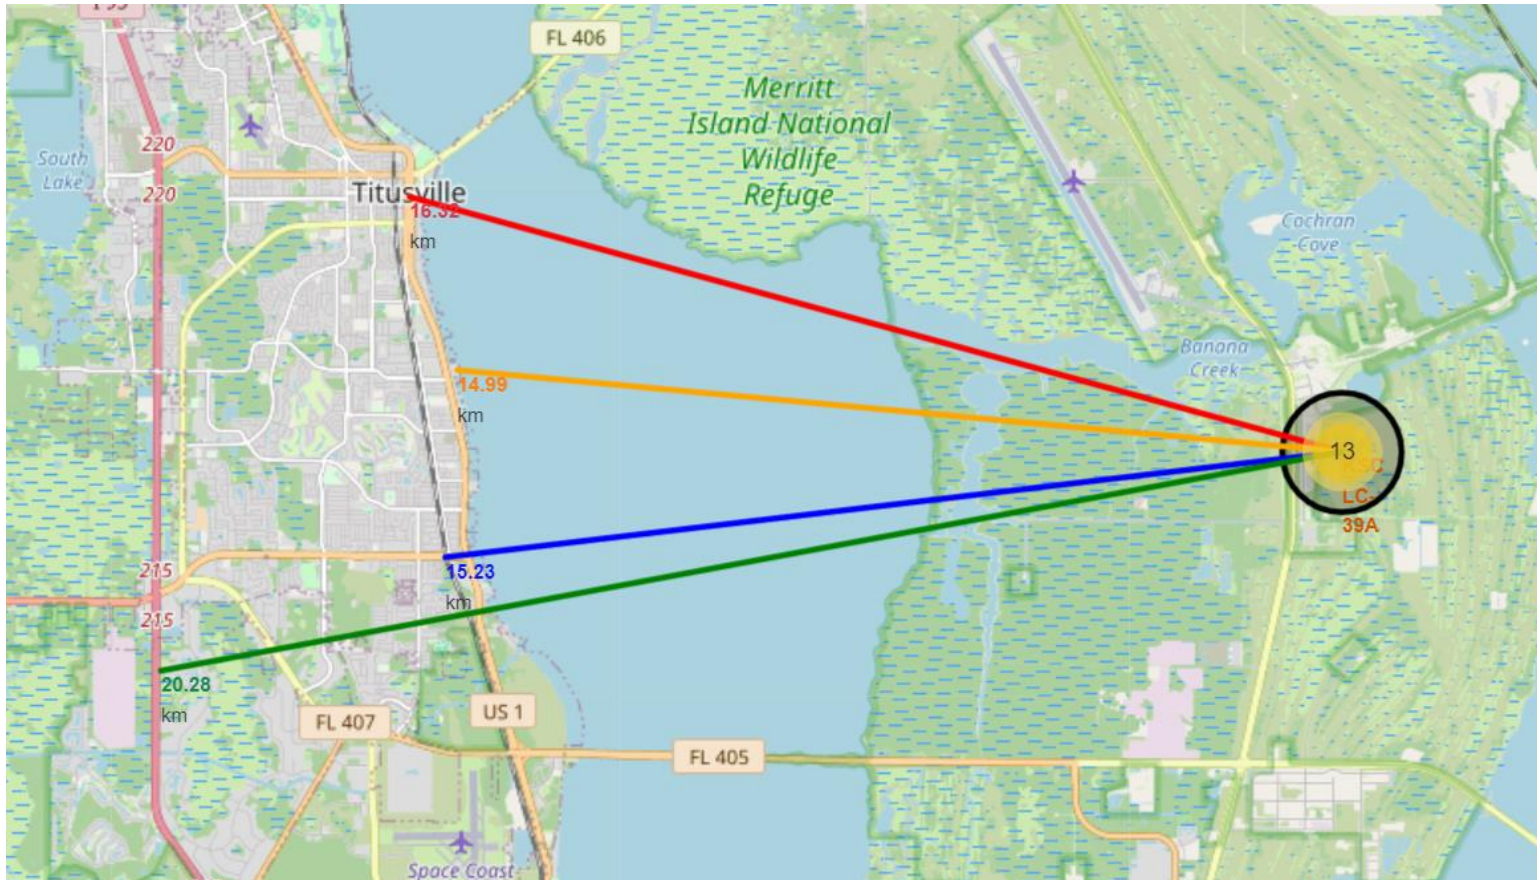 I 95
FL 406
Merritt
Island National
Wildlife
Refuge
220
South
Lake
220
Titusville
16.32
km
Cochran
Cove
Banana
Creek
14.99
km
13
KSC
LC-
39A
215
15.23
km
215
20.28
km
FL 407
US 1
FL 405
Space Coast